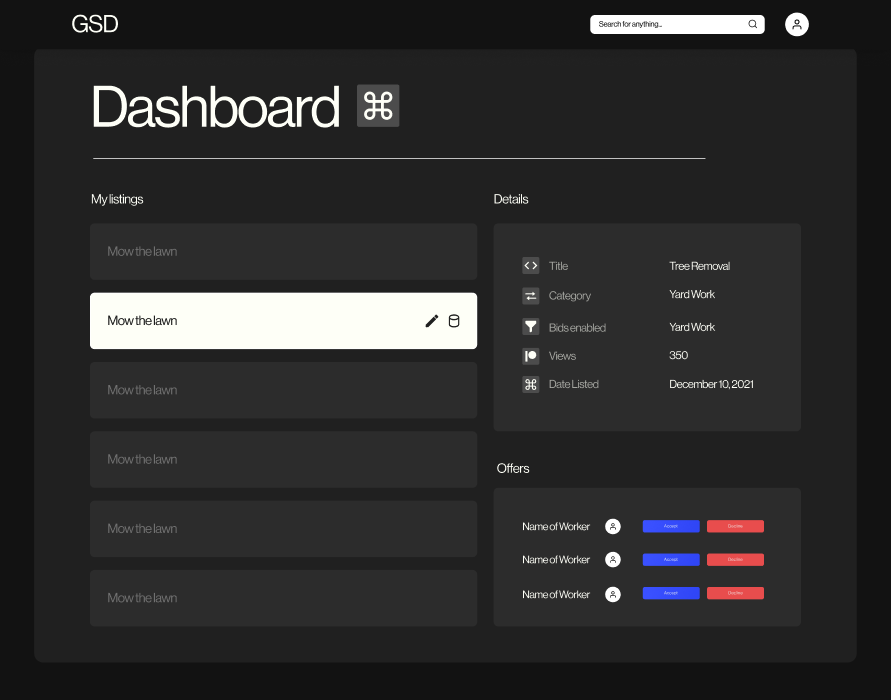 GSD
Search for anything...
Dashboard
My listings
Mow the lawn
Mow the lawn
Mow the lawn
Mow the lawn
Mow the lawn
Mow the lawn
Details
Title Tree Removal
Category Yard Work
Bids enabled Yard Work
Views 350
Date Listed December 10, 2021
Offers
Name of Worker Accept Decline
Name of Worker Accept Decline
Name of Worker Accept Decline